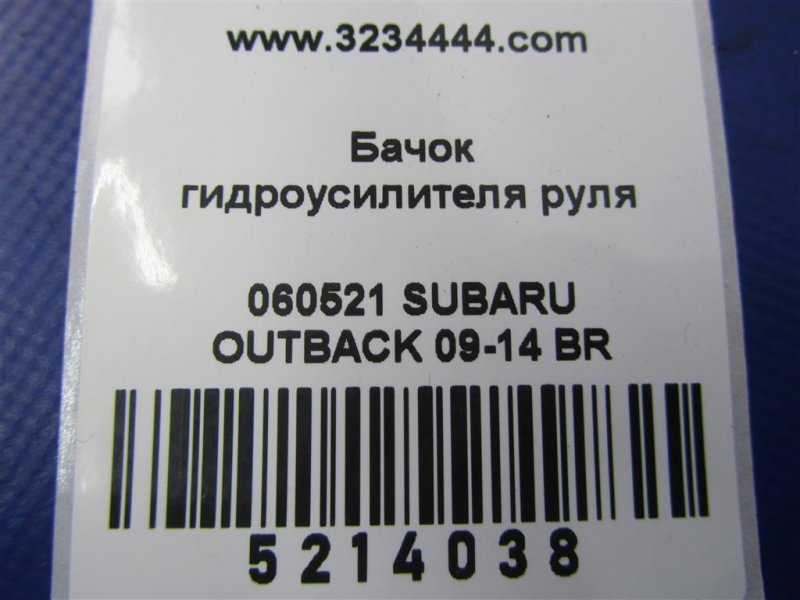 www.3234444.com
Бачок
гидроусилителя руля
060521 SUBARU
OUTBACK 09-14 BR
5214038